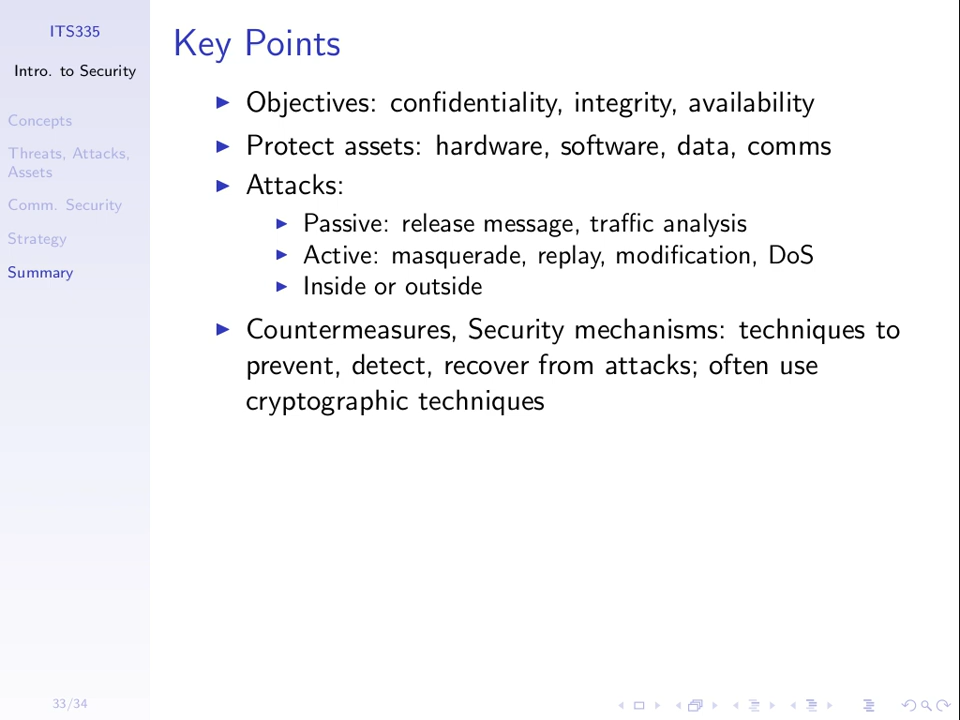 ITS335
Intro. to Security
Concepts
Threats, Attacks,
Assets
Comm. Security
Strategy
Summary
33/34
Key Points
Objectives: confidentiality, integrity, availability
Protect assets: hardware, software, data, comms
Attacks:
Passive: release message, traffic analysis
Active: masquerade, replay, modification, DoS
Inside or outside
Countermeasures, Security mechanisms: techniques to
prevent, detect, recover from attacks; often use
cryptographic techniques